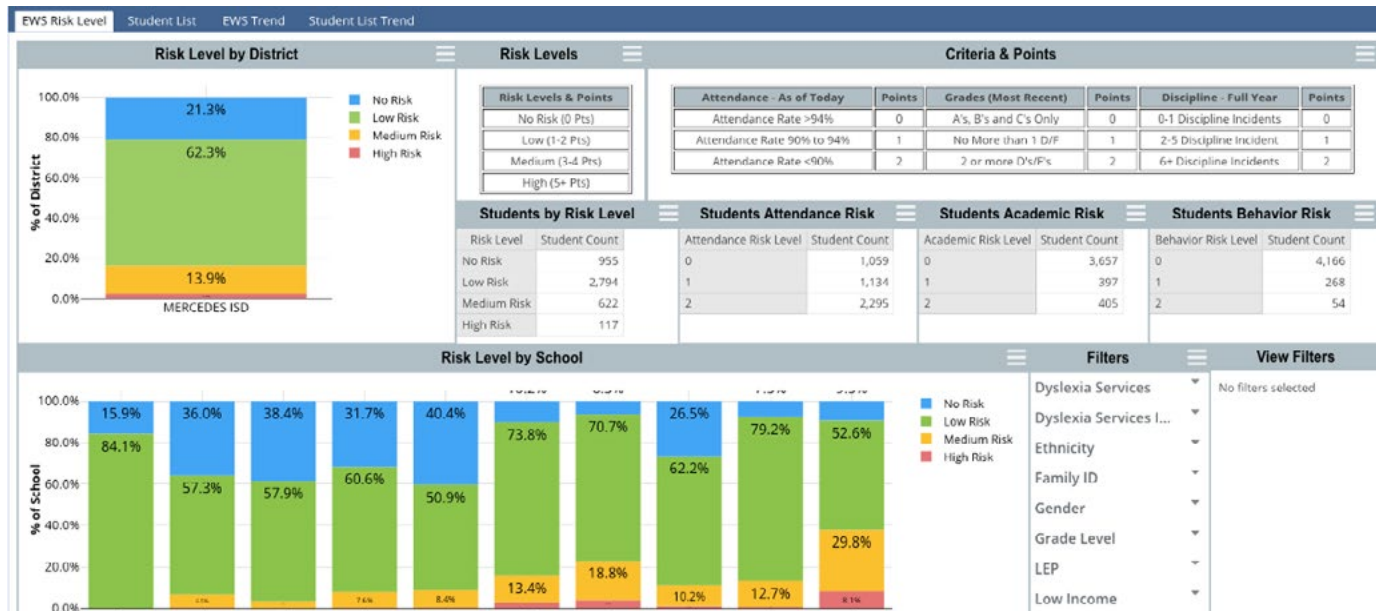 EWS Risk Level Student List EWS Trend Student List Trend
Risk Level by District
100.0%
80.0%
60.0%
40.0%
20.0%
0.0%
% of District
21.3%
62.3%
13.9%
MERCEDES ISD
No Risk
Low Risk
Medium Risk
High Risk
Risk Levels
Risk Levels & Points
No Risk (0 Pts)
Low (1-2 Pts)
Medium (3-4 Pts)
High (5+ Pts)
Criteria & Points
Attendance - As of Today Points Grades (Most Recent) Points Discipline - Full Year Points
Attendance Rate >94% 0 A's, B's and C's Only 0 0-1 Discipline Incidents 0
Attendance Rate 90% to 94% 1 No More than 1 D/F 1 2-5 Discipline Incident 1
Attendance Rate <90% 2 2 or more D's/F's 2 6+ Discipline Incidents 2
Students by Risk Level
Risk Level Student Count
No Risk 955
Low Risk 2,794
Medium Risk 622
High Risk 117
Students Attendance Risk
Attendance Risk Level Student Count
0 1,059
1 1,134
2 2,295
Students Academic Risk
Academic Risk Level Student Count
0 3,657
1 397
2 405
Students Behavior Risk
Behavior Risk Level Student Count
0 4,166
1 268
2 54
Risk Level by School
100.0%
80.0%
60.0%
40.0%
20.0%
0.0%
% of School
15.9% 36.0% 38.4% 31.7% 40.4% 26.5%
84.1% 57.3% 57.9% 60.6% 50.9% 73.8% 70.7% 62.2% 79.2% 52.6%
7.6% 8.4% 13.4% 18.8% 10.2% 12.7% 29.8%
8.1%
No Risk
Low Risk
Medium Risk
High Risk
Filters
Dyslexia Services
Dyslexia Services I...
Ethnicity
Family ID
Gender
Grade Level
LEP
Low Income
View Filters
No filters selected